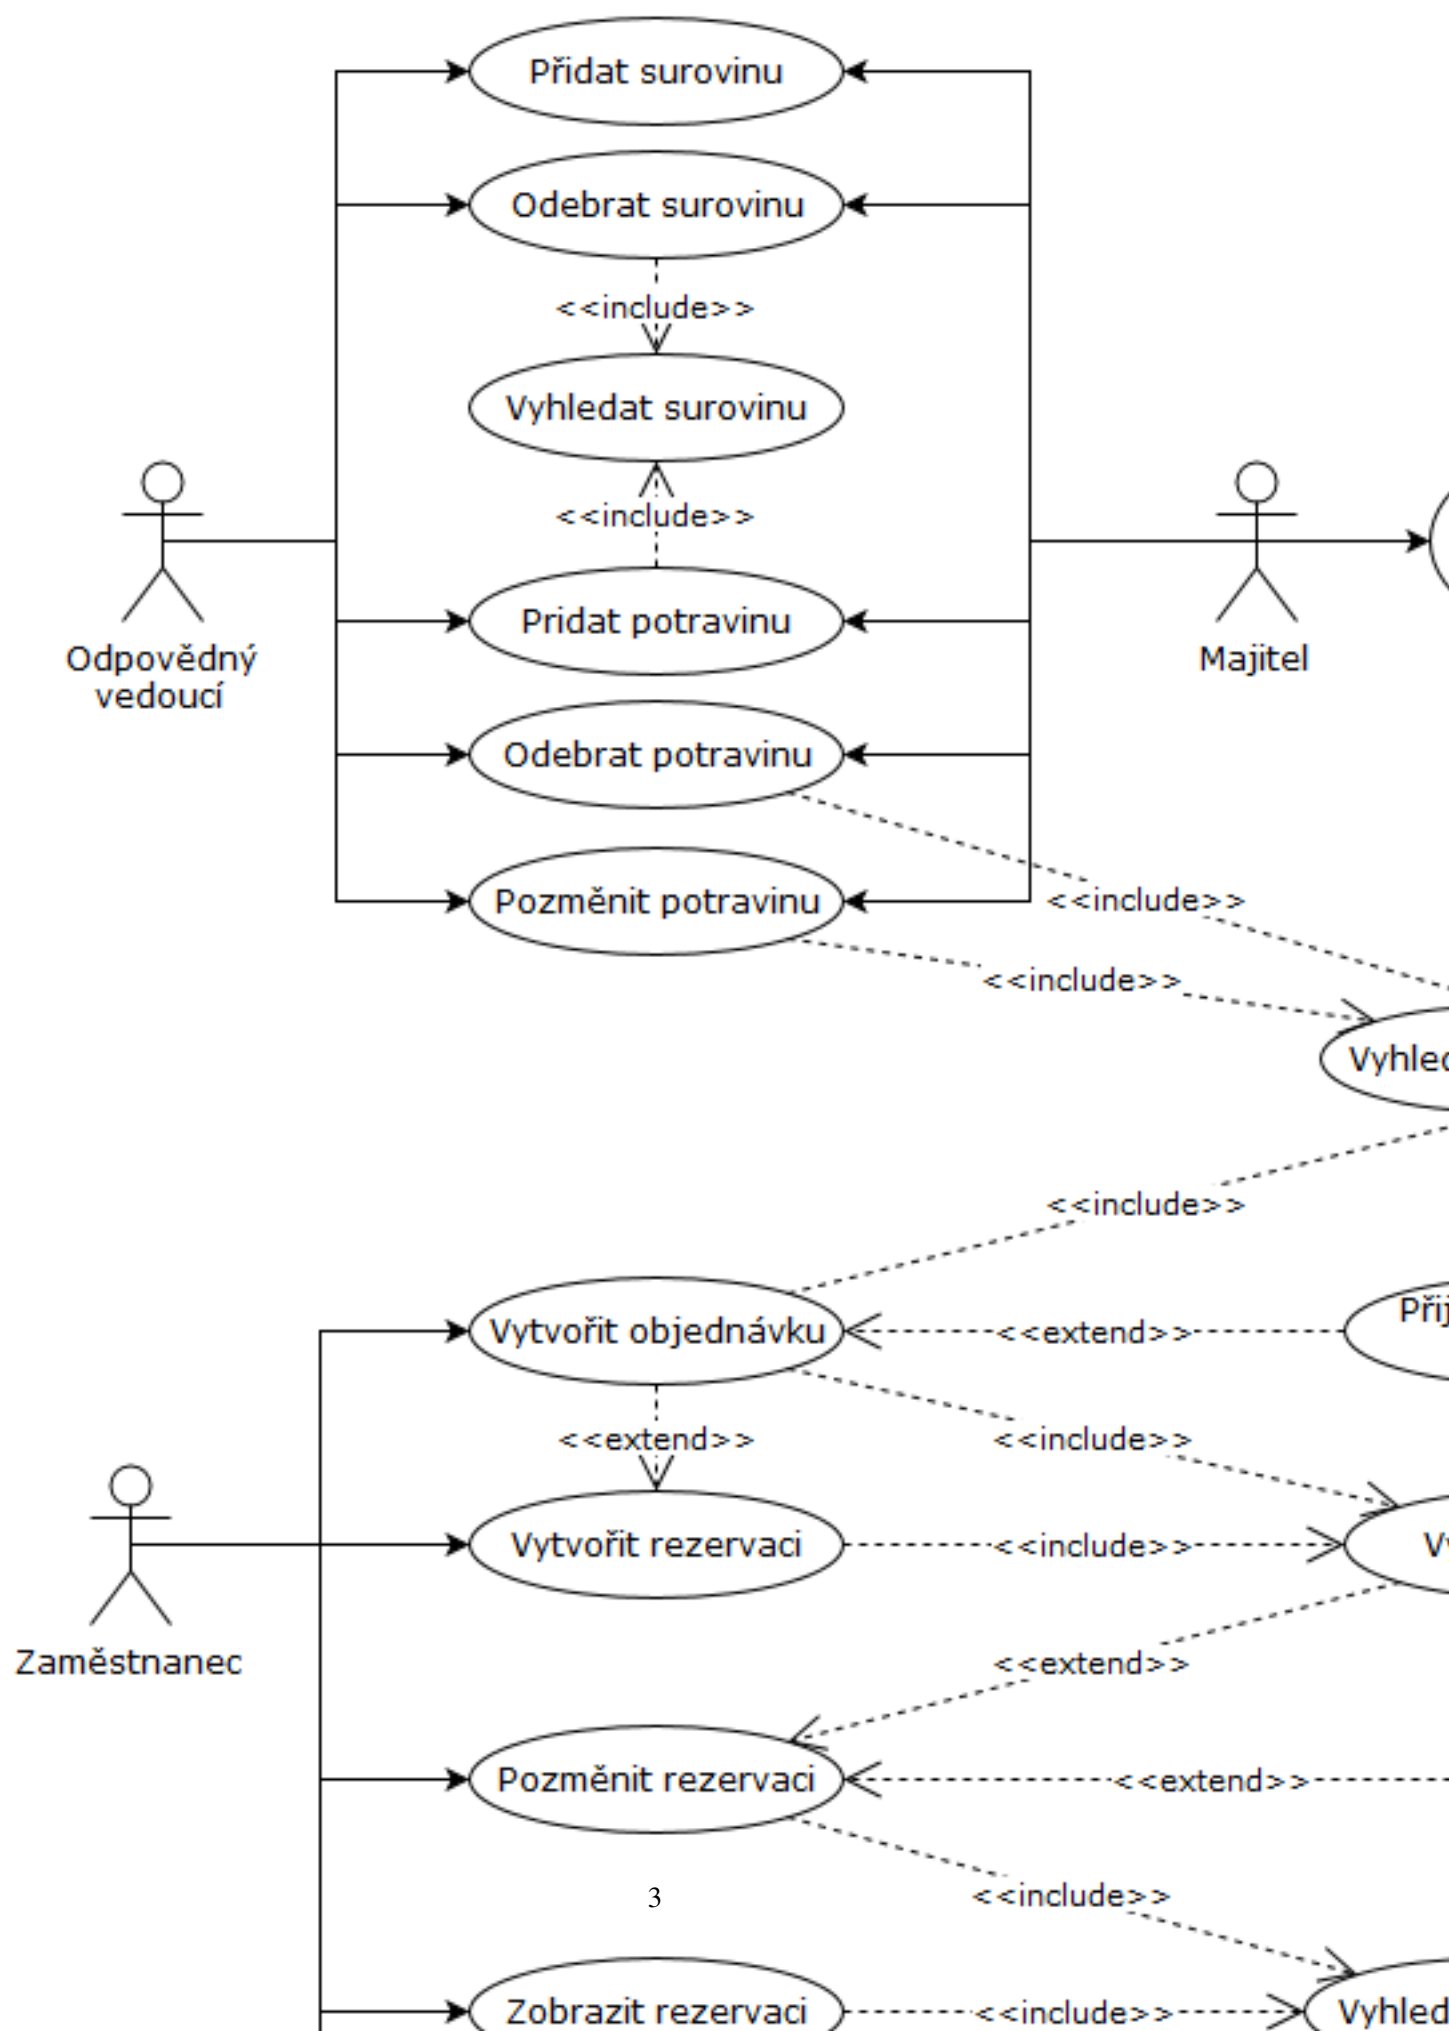 Přidat surovinu
Odebrat surovinu
<<include>>
Vyhledat surovinu
<<include>>
Pridat potravinu
Odpovědný
vedoucí
Majitel
Odebrat potravinu
Pozměnit potravinu
<<include>>
<<include>>
<<include>>
Vytvořit objednávku
<<extend>>
<<extend>>
<<include>>
Vytvořit rezervaci
<<include>>
Zaměstnanec
<<extend>>
Pozměnit rezervaci
<<extend>>
3
<<include>>
Zobrazit rezervaci
<<include>>